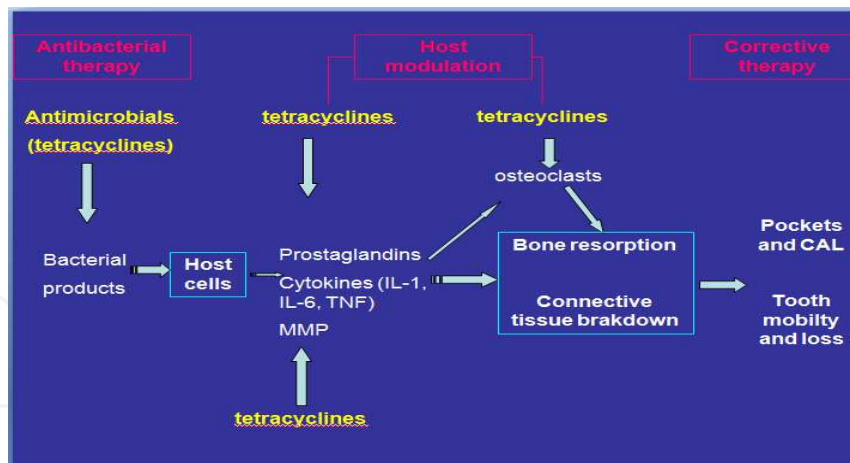 Antibacterial
therapy
Host
modulation
Corrective
therapy
Antimicrobials
(tetracyclines)
tetracyclines
tetracyclines
osteoclasts
Bacterial
products
Host
cells
Prostaglandins
Cytokines (IL-1,
IL-6, TNF)
MMP
Bone resorption
Connective
tissue brakdown
Pockets
and CAL
Tooth
mobilty
and loss
tetracyclines